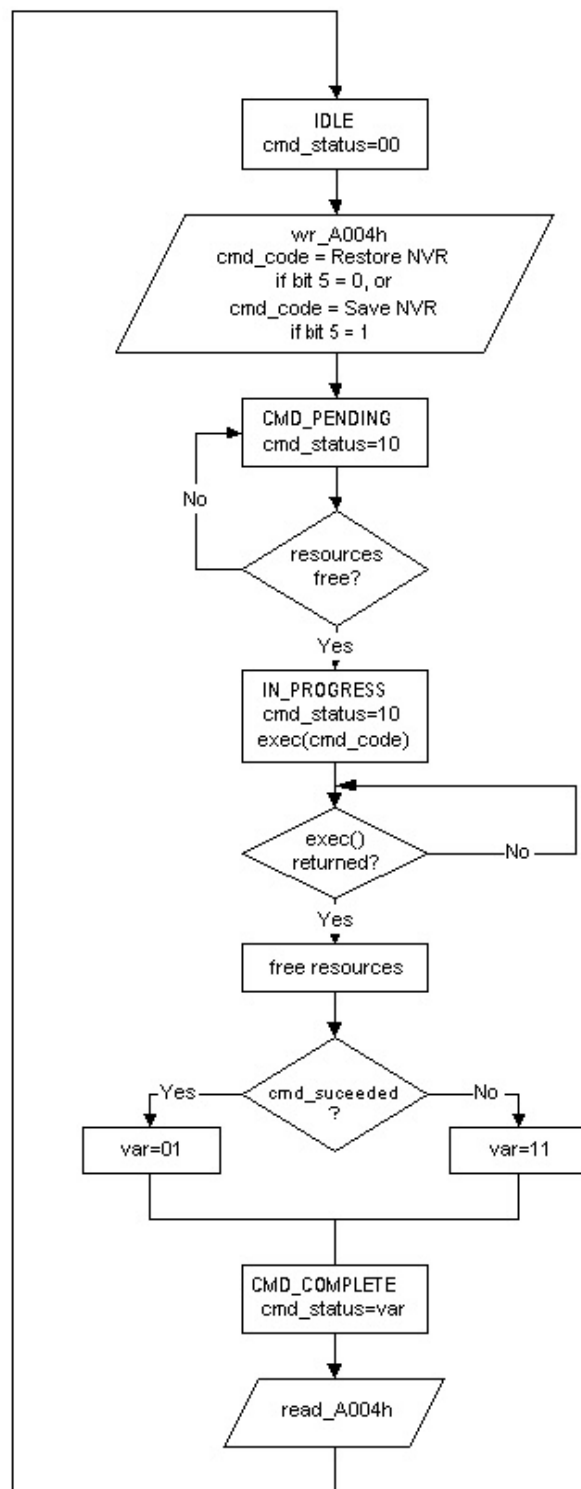 IDLE
cmd_status=00
wr_A004h
cmd_code = Restore NVR
if bit 5 = 0, or
cmd_code = Save NVR
if bit 5 = 1
CMD_PENDING
cmd_status=10
No
resources
free?
Yes
IN_PROGRESS
cmd_status=10
exec(cmd_code)
exec()
returned?
No
Yes
free resources
Yes
cmd_suceeded
?
No
var=01
var=11
CMD_COMPLETE
cmd_status=var
read_A004h